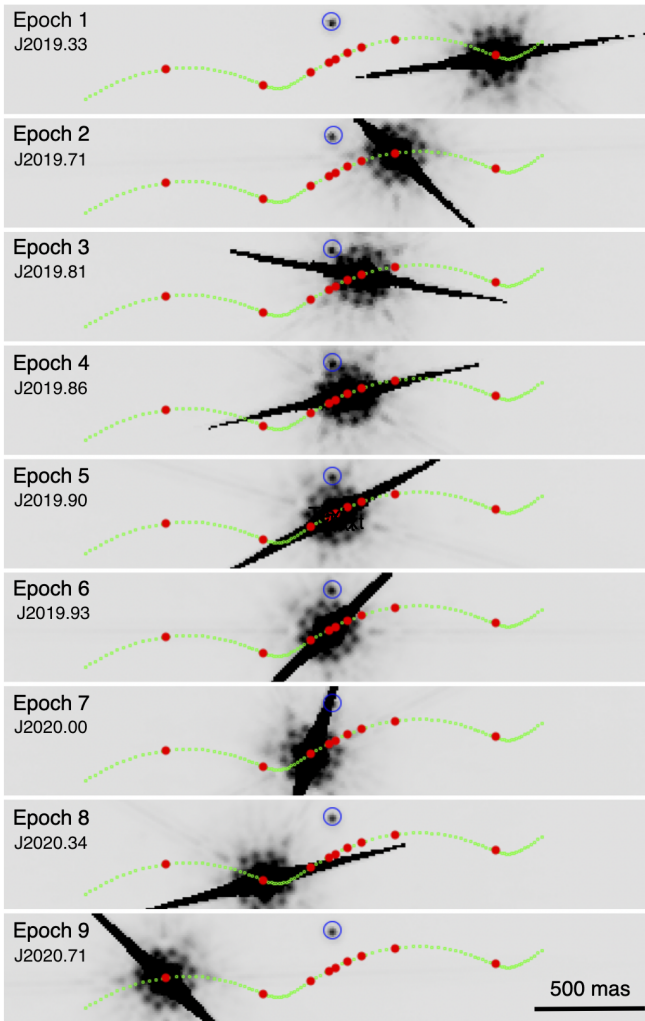 Epoch 1
J2019.33
Epoch 2
J2019.71
Epoch 3
J2019.81
Epoch 4
J2019.86
Epoch 5
J2019.90
Epoch 6
J2019.93
Epoch 7
J2020.00
Epoch 8
J2020.34
Epoch 9
J2020.71
500 mas